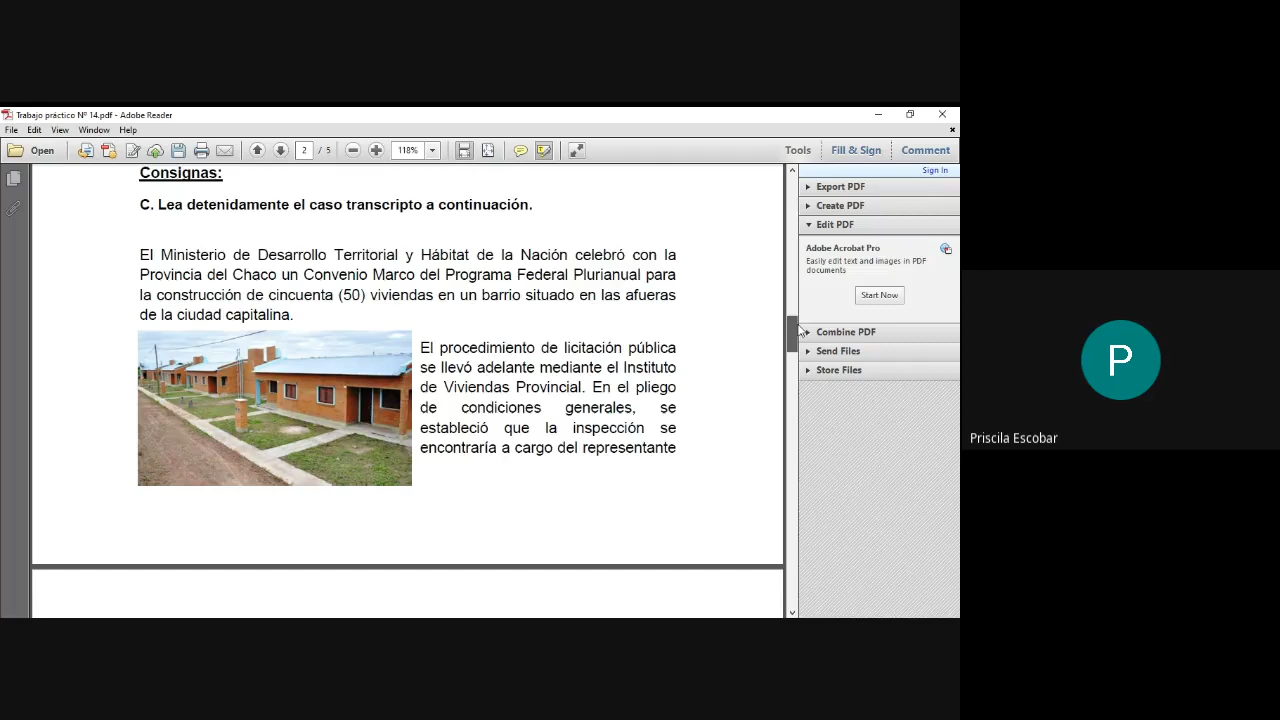 Trabajo práctico Nº 14.pdf - Adobe Reader
File Edit View Window Help
Open 2 / 5 118% Tools Fill & Sign Comment
Sign In
Export PDF
Create PDF
Edit PDF
Adobe Acrobat Pro
Easily edit text and images in PDF
documents
Start Now
Combine PDF
Send Files
Store Files
Consignas:
C. Lea detenidamente el caso transcripto a continuación.
El Ministerio de Desarrollo Territorial y Hábitat de la Nación celebró con la
Provincia del Chaco un Convenio Marco del Programa Federal Plurianual para
la construcción de cincuenta (50) viviendas en un barrio situado en las afueras
de la ciudad capitalina.
El procedimiento de licitación pública
se llevó adelante mediante el Instituto
de Viviendas Provincial. En el pliego
de condiciones generales, se
estableció que la inspección se
encontraría a cargo del representante
P
Priscila Escobar